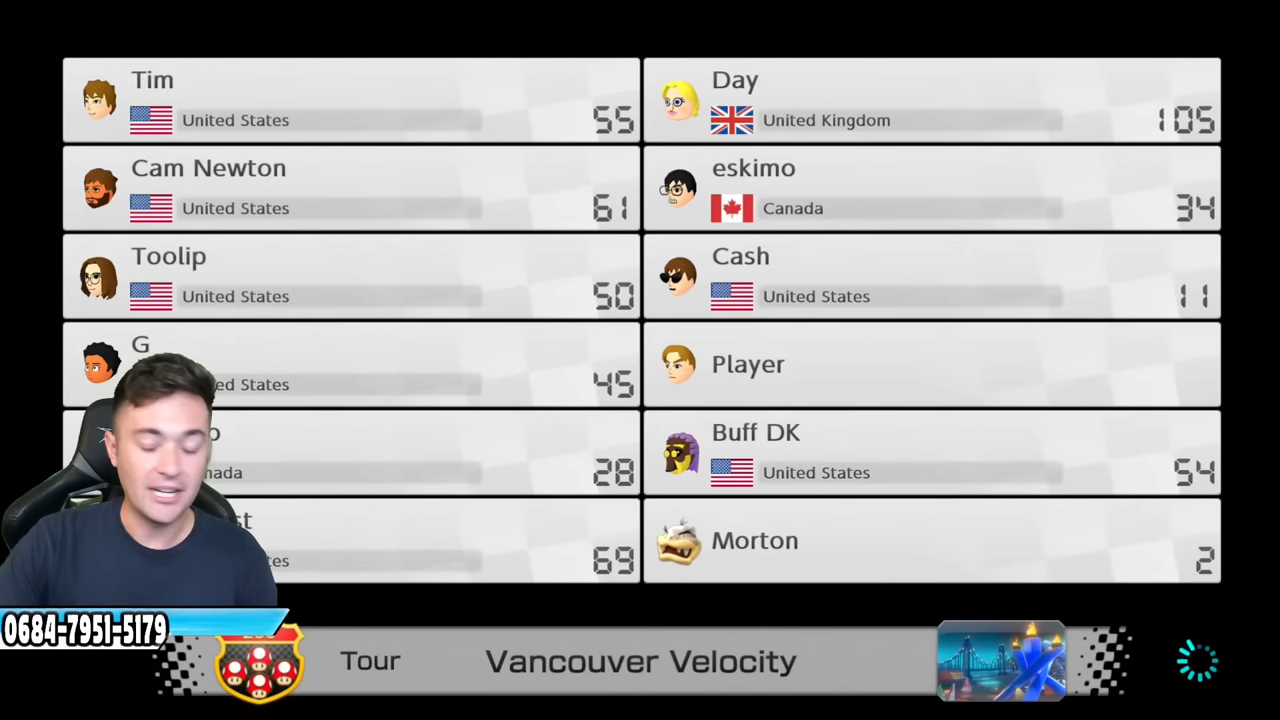 Tim
United States
55
Day
United Kingdom
105
Cam Newton
United States
61
eskimo
Canada
34
Toolip
United States
50
Cash
United States
11
G
ed States
45
Player
o
nada
28
Buff DK
United States
54
st
tes
69
Morton
2
0684-7951-5179
Tour
Vancouver Velocity